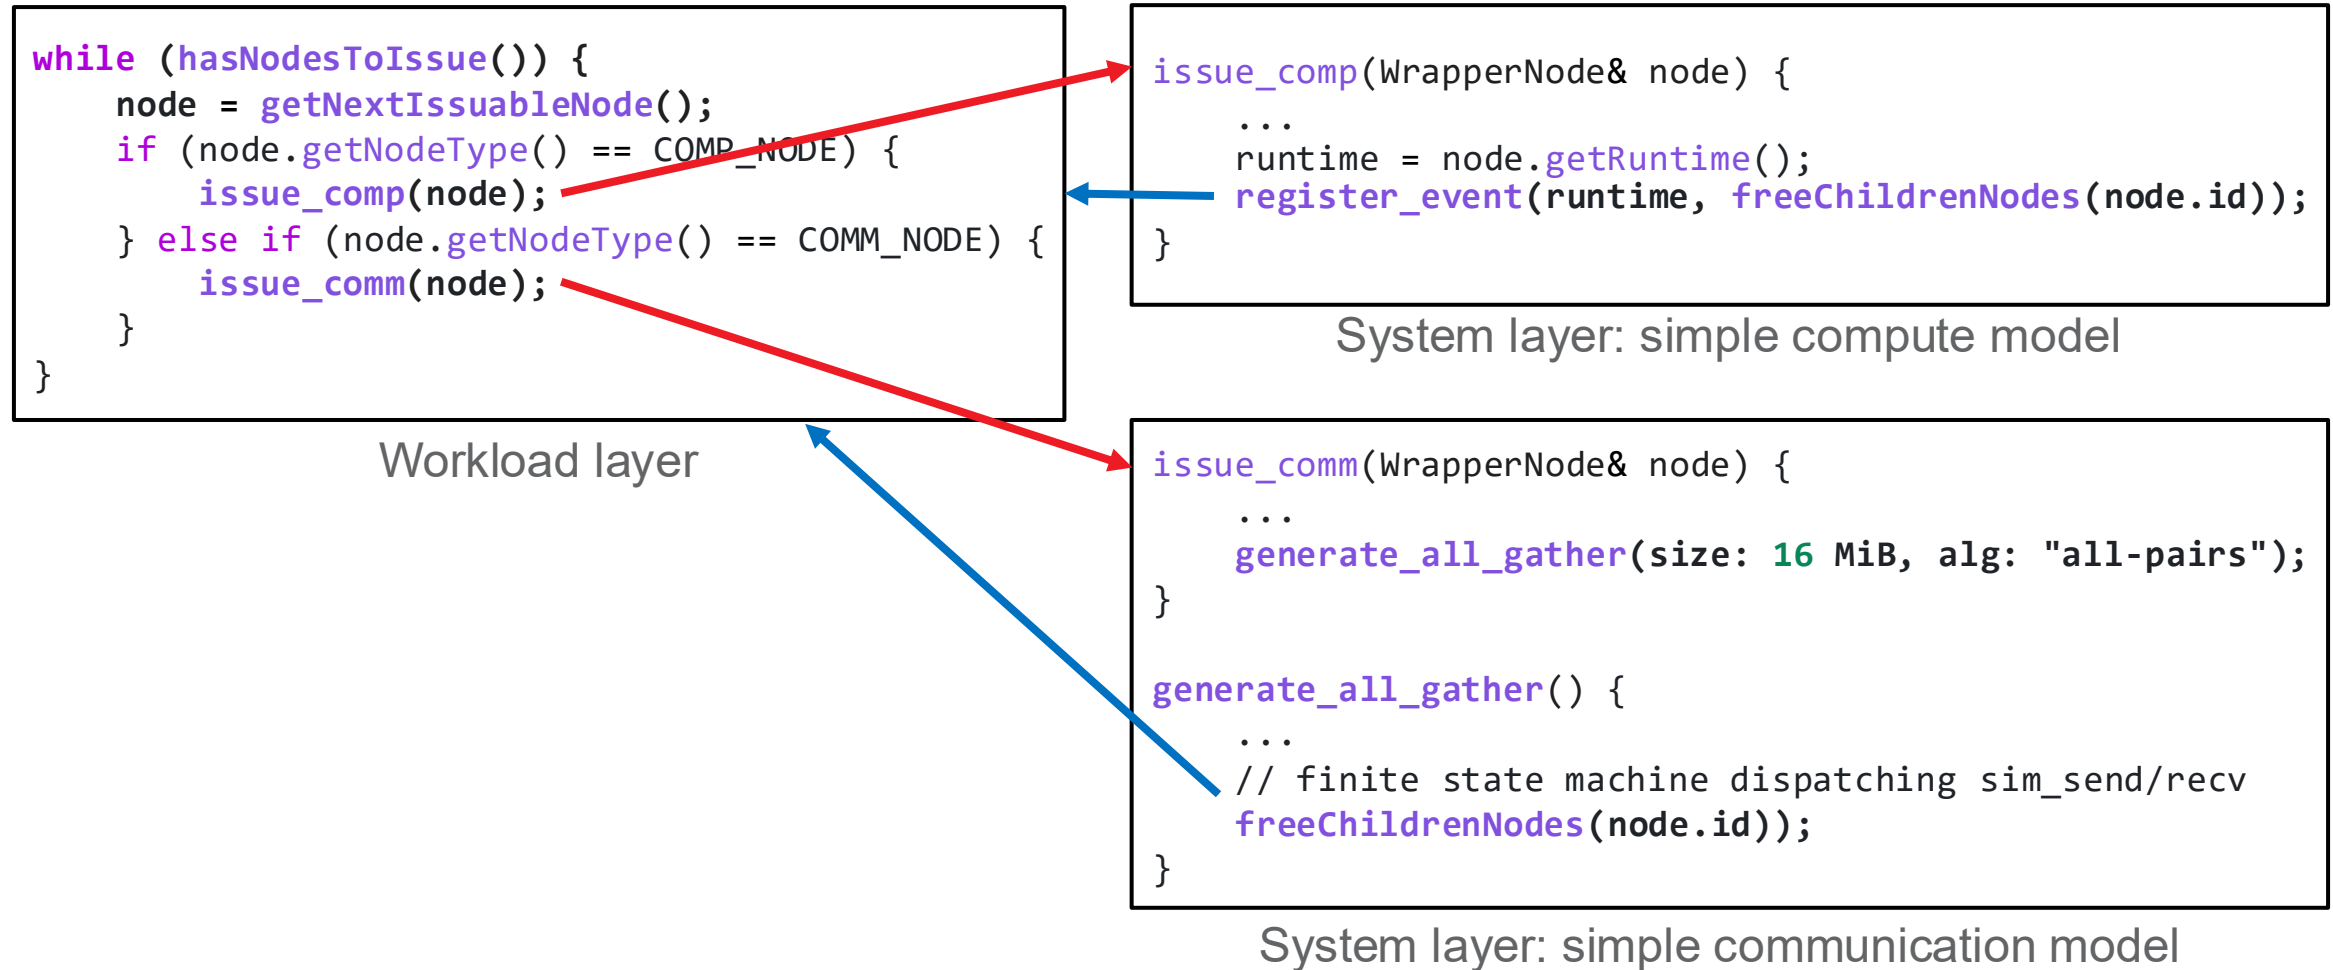 while (hasNodesToIssue()) {
    node = getNextIssuableNode();
    if (node.getNodeType() == COMP_NODE) {
        issue_comp(node);
    } else if (node.getNodeType() == COMM_NODE) {
        issue_comm(node);
    }
}
Workload layer
issue_comp(WrapperNode& node) {
    ...
    runtime = node.getRuntime();
    register_event(runtime, freeChildrenNodes(node.id));
}
System layer: simple compute model
issue_comm(WrapperNode& node) {
    ...
    generate_all_gather(size: 16 MiB, alg: "all-pairs");
}
generate_all_gather() {
    ...
    // finite state machine dispatching sim_send/recv
    freeChildrenNodes(node.id));
}
System layer: simple communication model